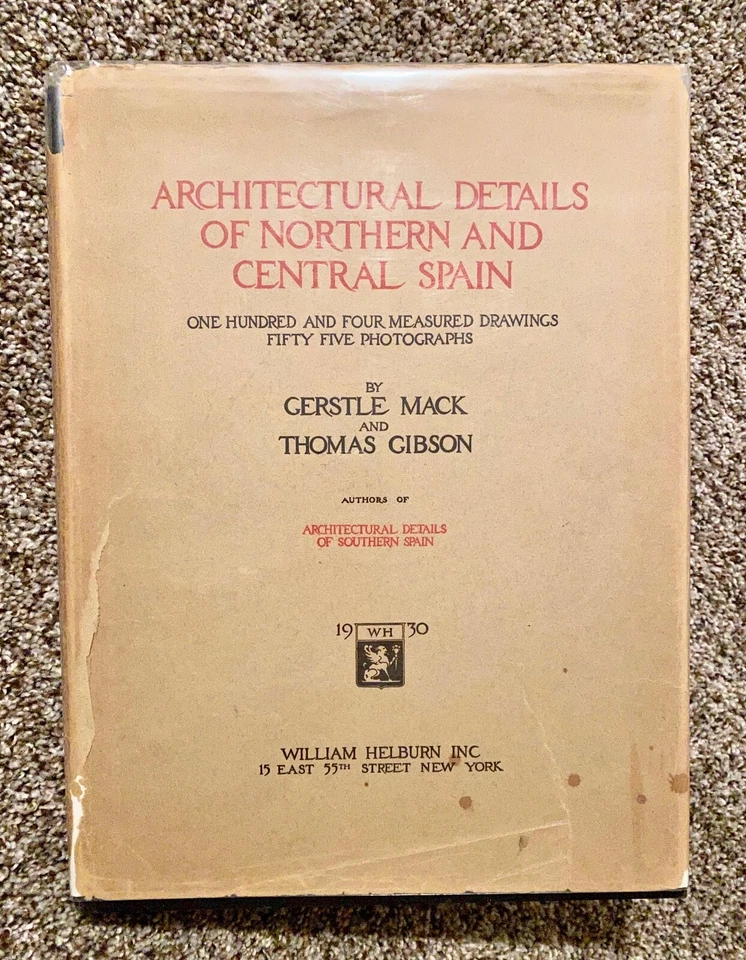 ARCHITECTURAL DETAILS
OF NORTHERN AND
CENTRAL SPAIN
ONE HUNDRED AND FOUR MEASURED DRAWINGS
FIFTY FIVE PHOTOGRAPHS
BY
GERSTLE MACK
AND
THOMAS GIBSON
AUTHORS OF
ARCHITECTURAL DETAILS
OF SOUTHERN SPAIN
19 WH 30
WILLIAM HELBURN INC
15 EAST 55TH STREET NEW YORK